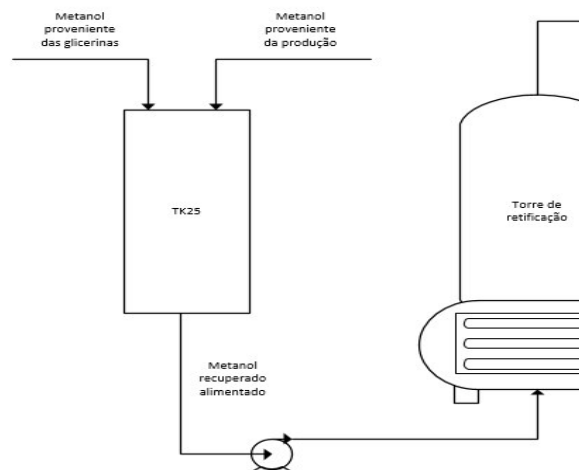 Metanol
proveniente
das glicerinas
Metanol
proveniente
da produção
TK25
Torre de
retificação
Metanol
recuperado
alimentado